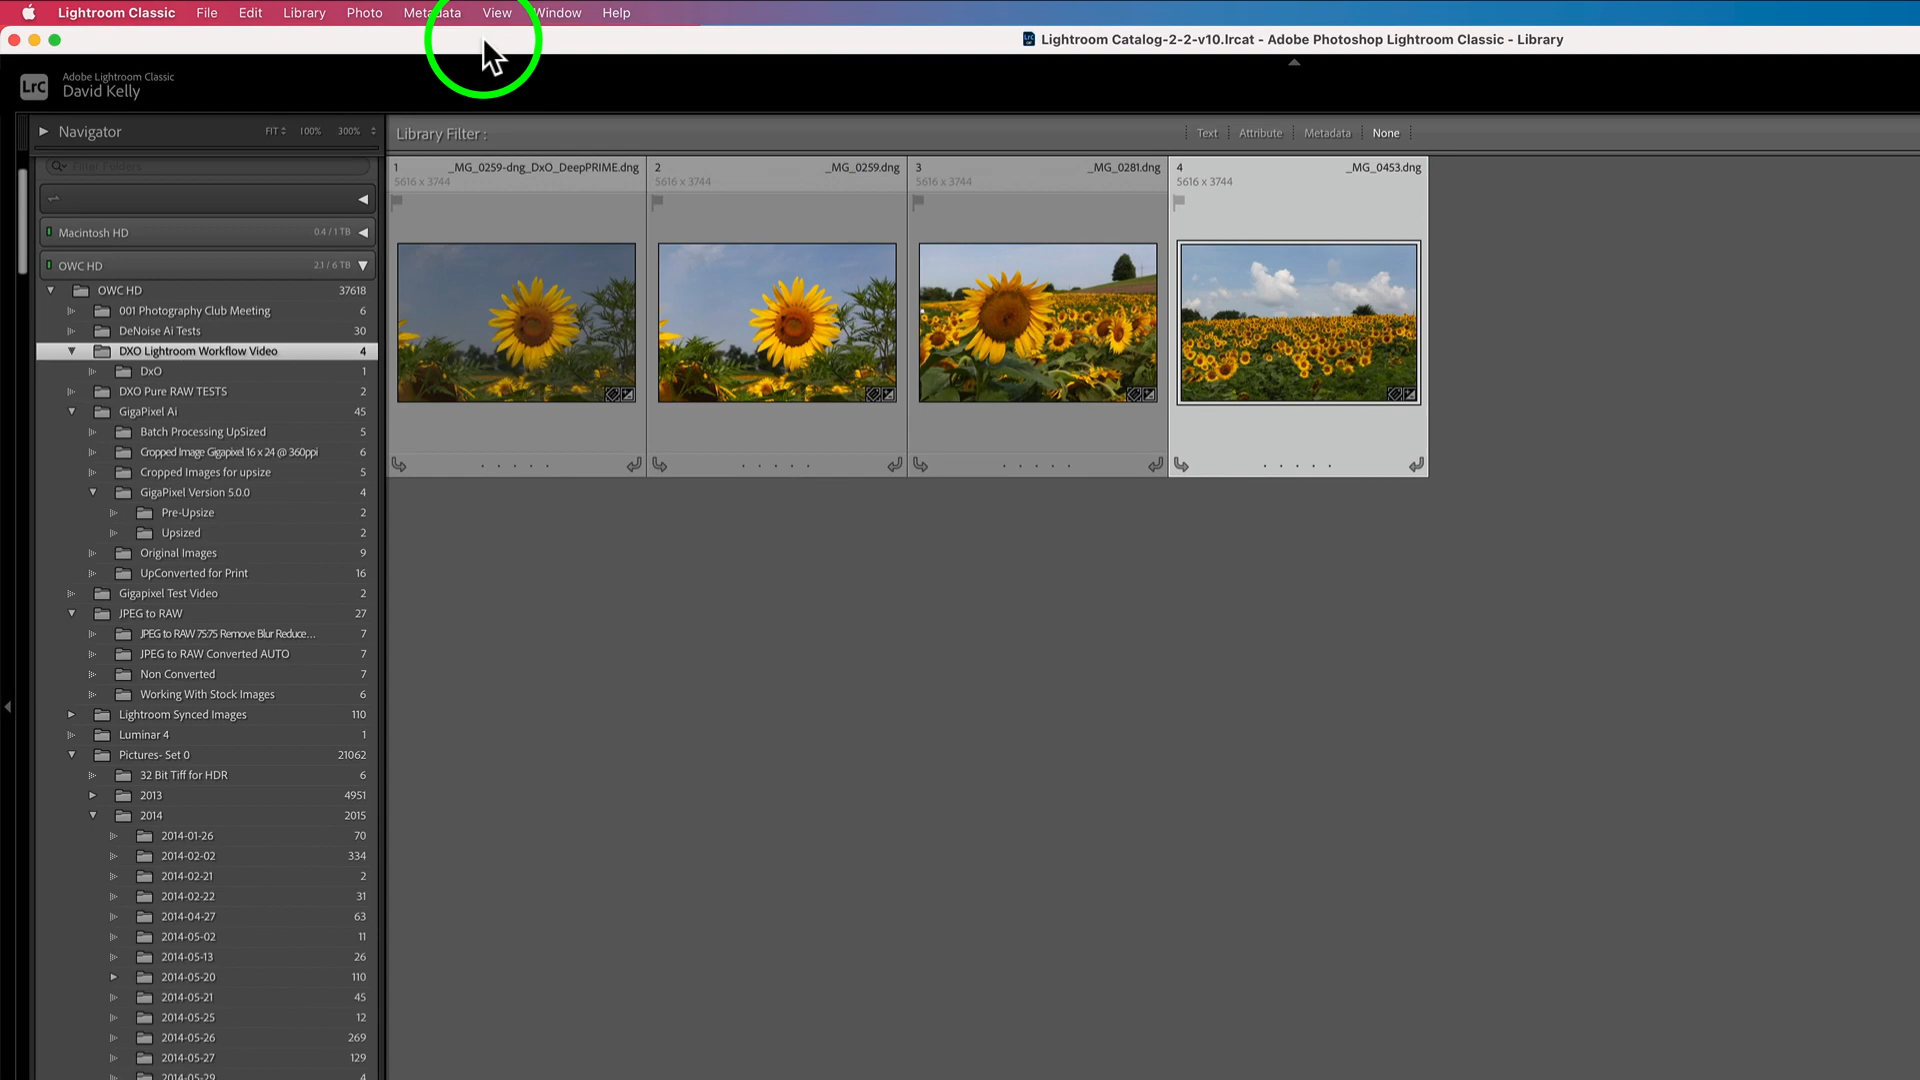 Lightroom Classic File Edit Library Photo Metadata View Window Help
Lightroom Catalog-2-2-v10.lrcat - Adobe Photoshop Lightroom Classic - Library
LrC
Adobe Lightroom Classic
David Kelly
Navigator FIT 100% 300%
Library Filter : Text Attribute Metadata None
Filter Folders
1 _MG_0259-dng_DxO_DeepPRIME.dng
5616 x 3744
2 _MG_0259.dng
5616 x 3744
3 _MG_0281.dng
5616 x 3744
4 _MG_0453.dng
5616 x 3744
Macintosh HD 0.4 / 1 TB
OWC HD 2.1 / 6 TB
OWC HD 37618
001 Photography Club Meeting 6
DeNoise Ai Tests 30
DXO Lightroom Workflow Video 4
DxO 1
DXO Pure RAW TESTS 2
GigaPixel Ai 45
Batch Processing UpSized 5
Cropped Image Gigapixel 16 x 24 @ 360ppi 6
Cropped Images for upsize 5
GigaPixel Version 5.0.0 4
Pre-Upsize 2
Upsized 2
Original Images 9
UpConverted for Print 16
Gigapixel Test Video 2
JPEG to RAW 27
JPEG to RAW 75:75 Remove Blur Reduce... 7
JPEG to RAW Converted AUTO 7
Non Converted 7
Working With Stock Images 6
Lightroom Synced Images 110
Luminar 4 1
Pictures- Set 0 21062
32 Bit Tiff for HDR 6
2013 4951
2014 2015
2014-01-26 70
2014-02-02 334
2014-02-21 2
2014-02-22 31
2014-04-27 63
2014-05-02 11
2014-05-13 26
2014-05-20 110
2014-05-21 45
2014-05-25 12
2014-05-26 269
2014-05-27 129
2014-05-29 4